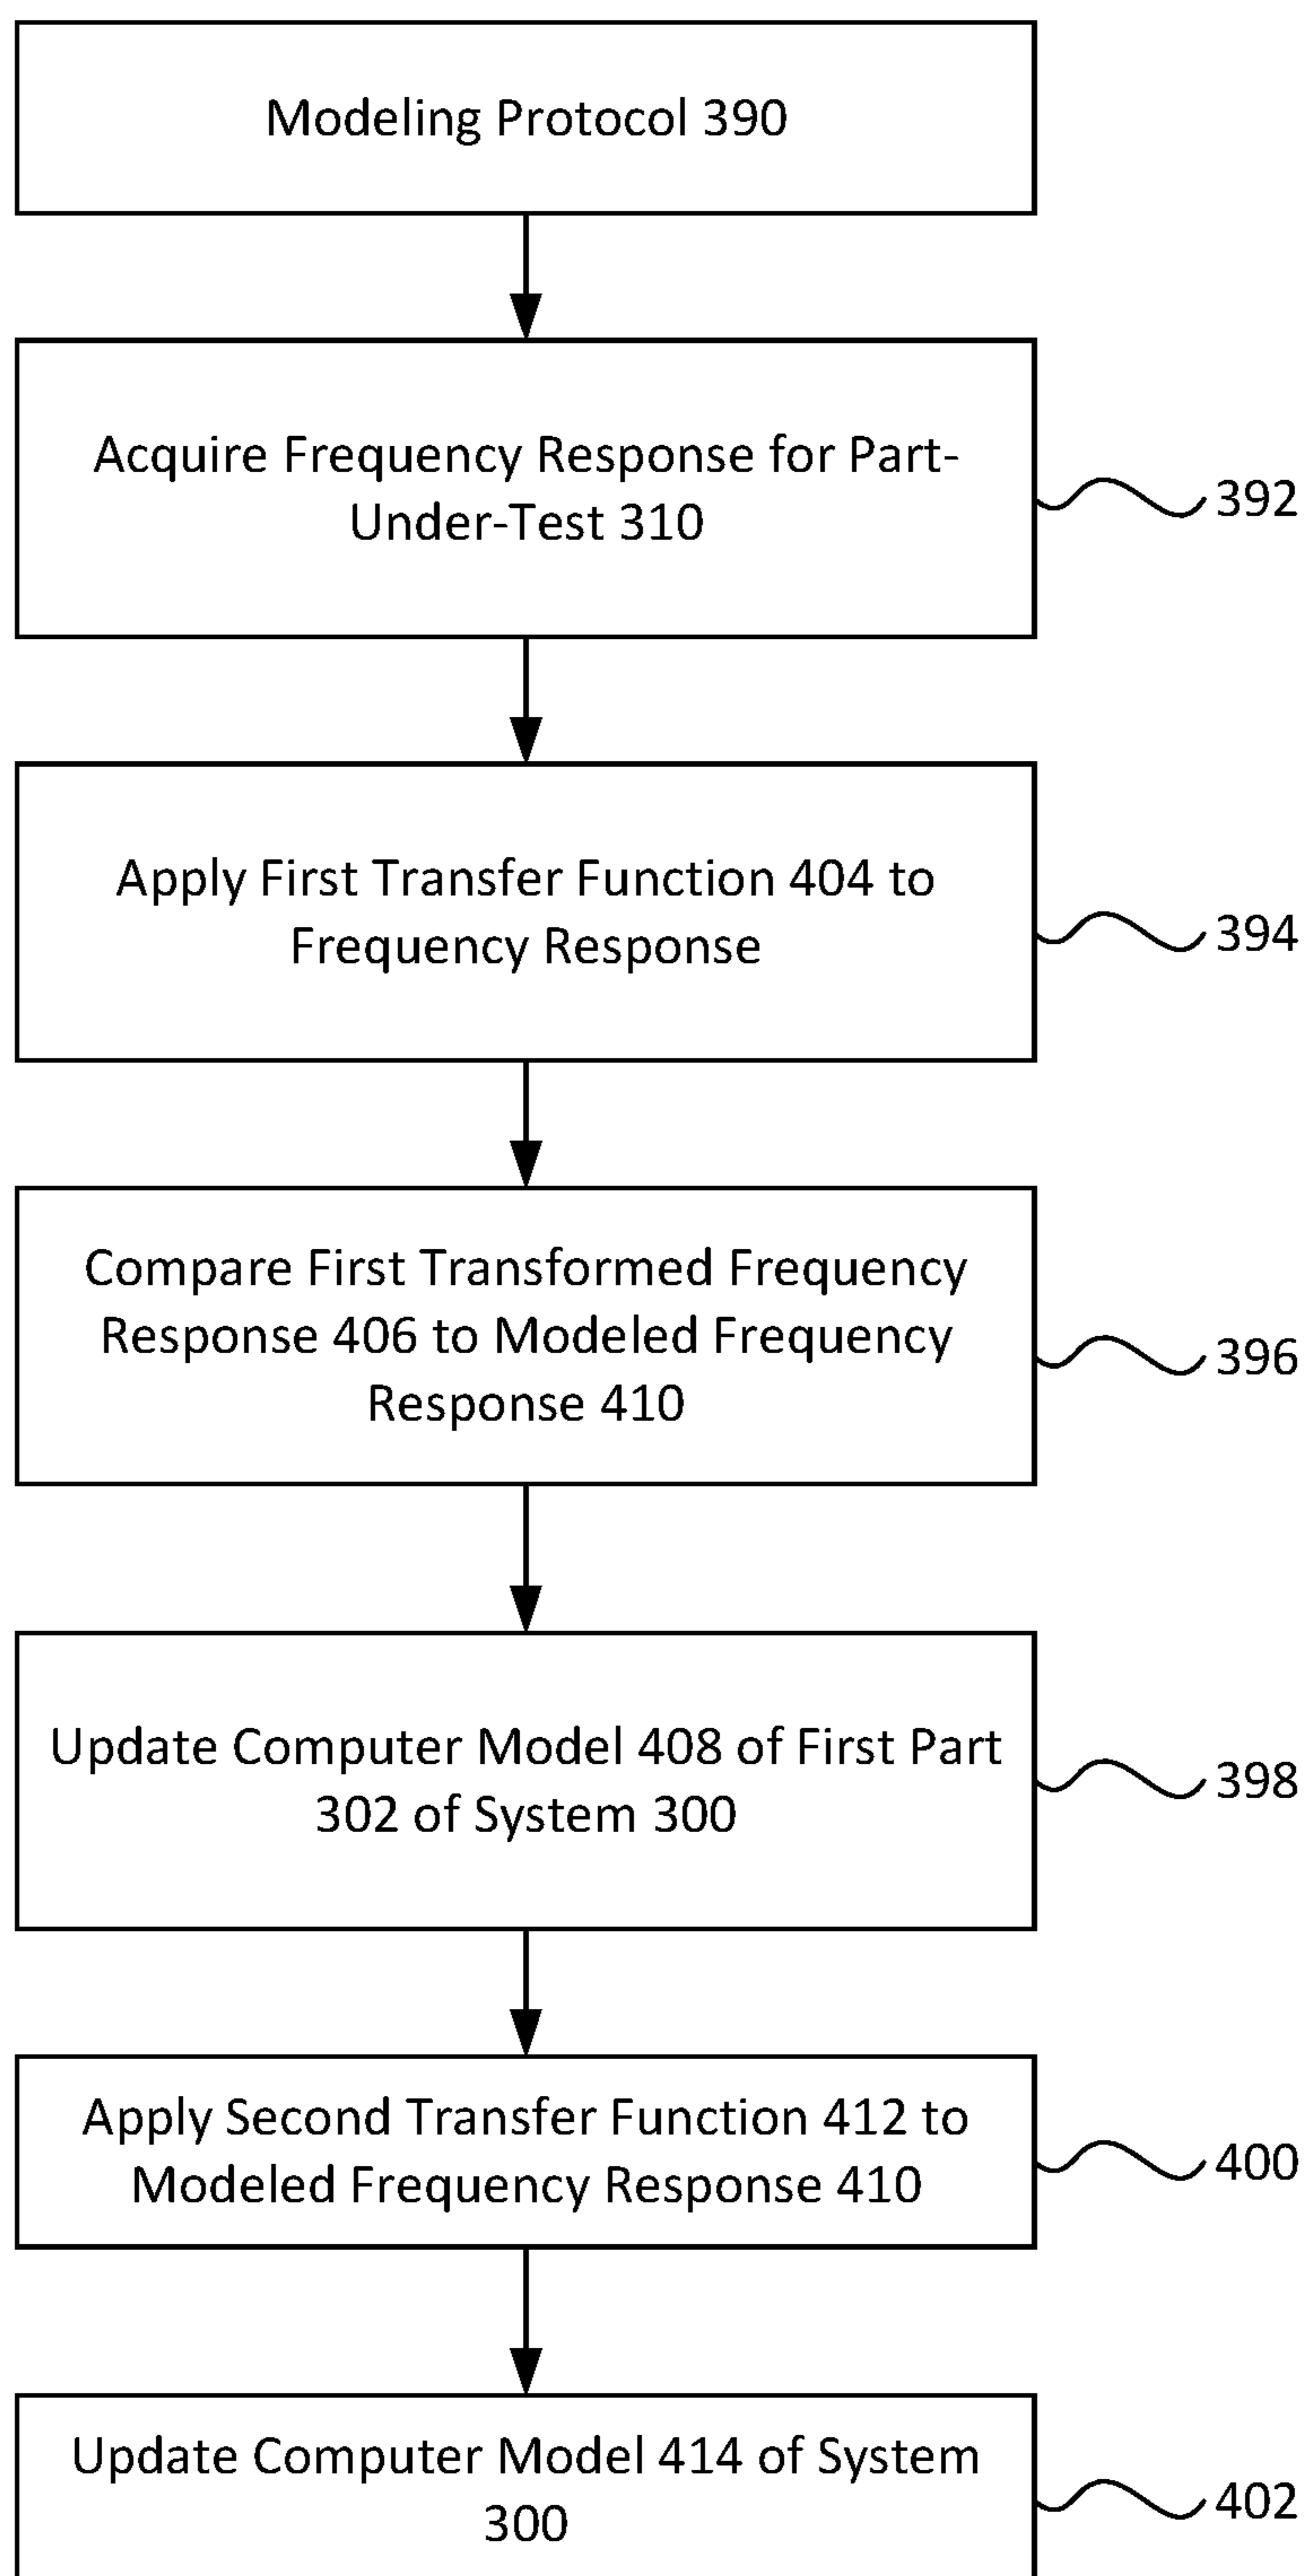 Modeling Protocol 390
Acquire Frequency Response for Part-
Under-Test 310
392
Apply First Transfer Function 404 to
Frequency Response
394
Compare First Transformed Frequency
Response 406 to Modeled Frequency
Response 410
396
Update Computer Model 408 of First Part
302 of System 300
398
Apply Second Transfer Function 412 to
Modeled Frequency Response 410
400
Update Computer Model 414 of System
300
402